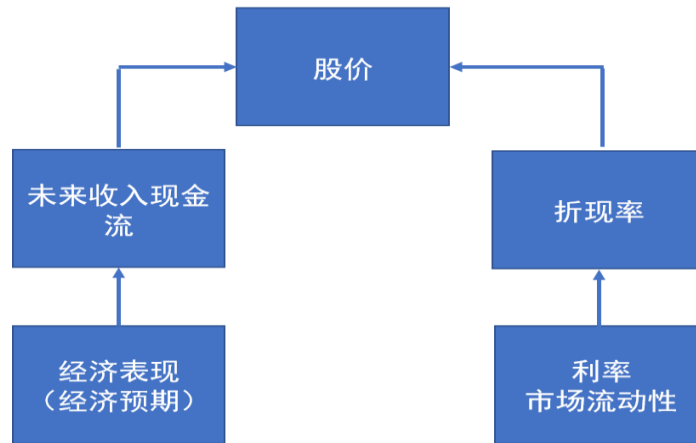 股价
未来收入现金
流
折现率
经济表现
（经济预期）
利率
市场流动性